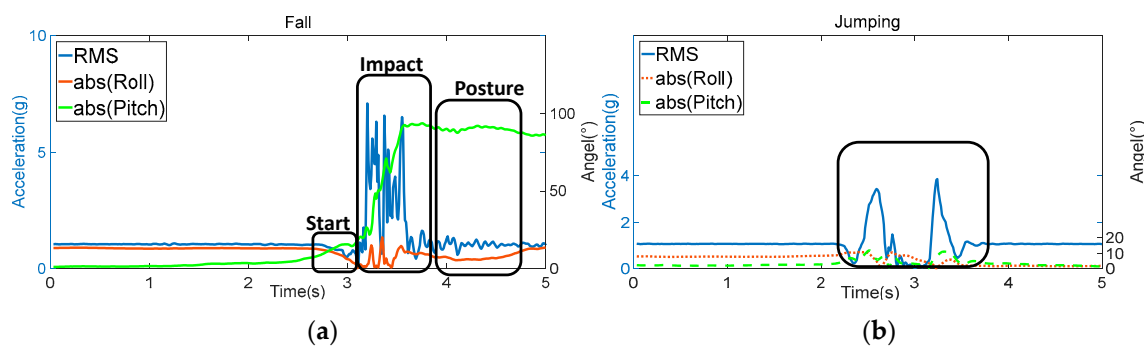 Fall
RMS
abs(Roll)
abs(Pitch)
Start
Impact
Posture
Acceleration(g)
10
5
0
Angel(°)
100
50
0
0
1
2
3
4
5
Time(s)
(a)
Jumping
RMS
abs(Roll)
abs(Pitch)
Acceleration(g)
4
2
0
Angel(°)
20
10
0
0
1
2
3
4
5
Time(s)
(b)